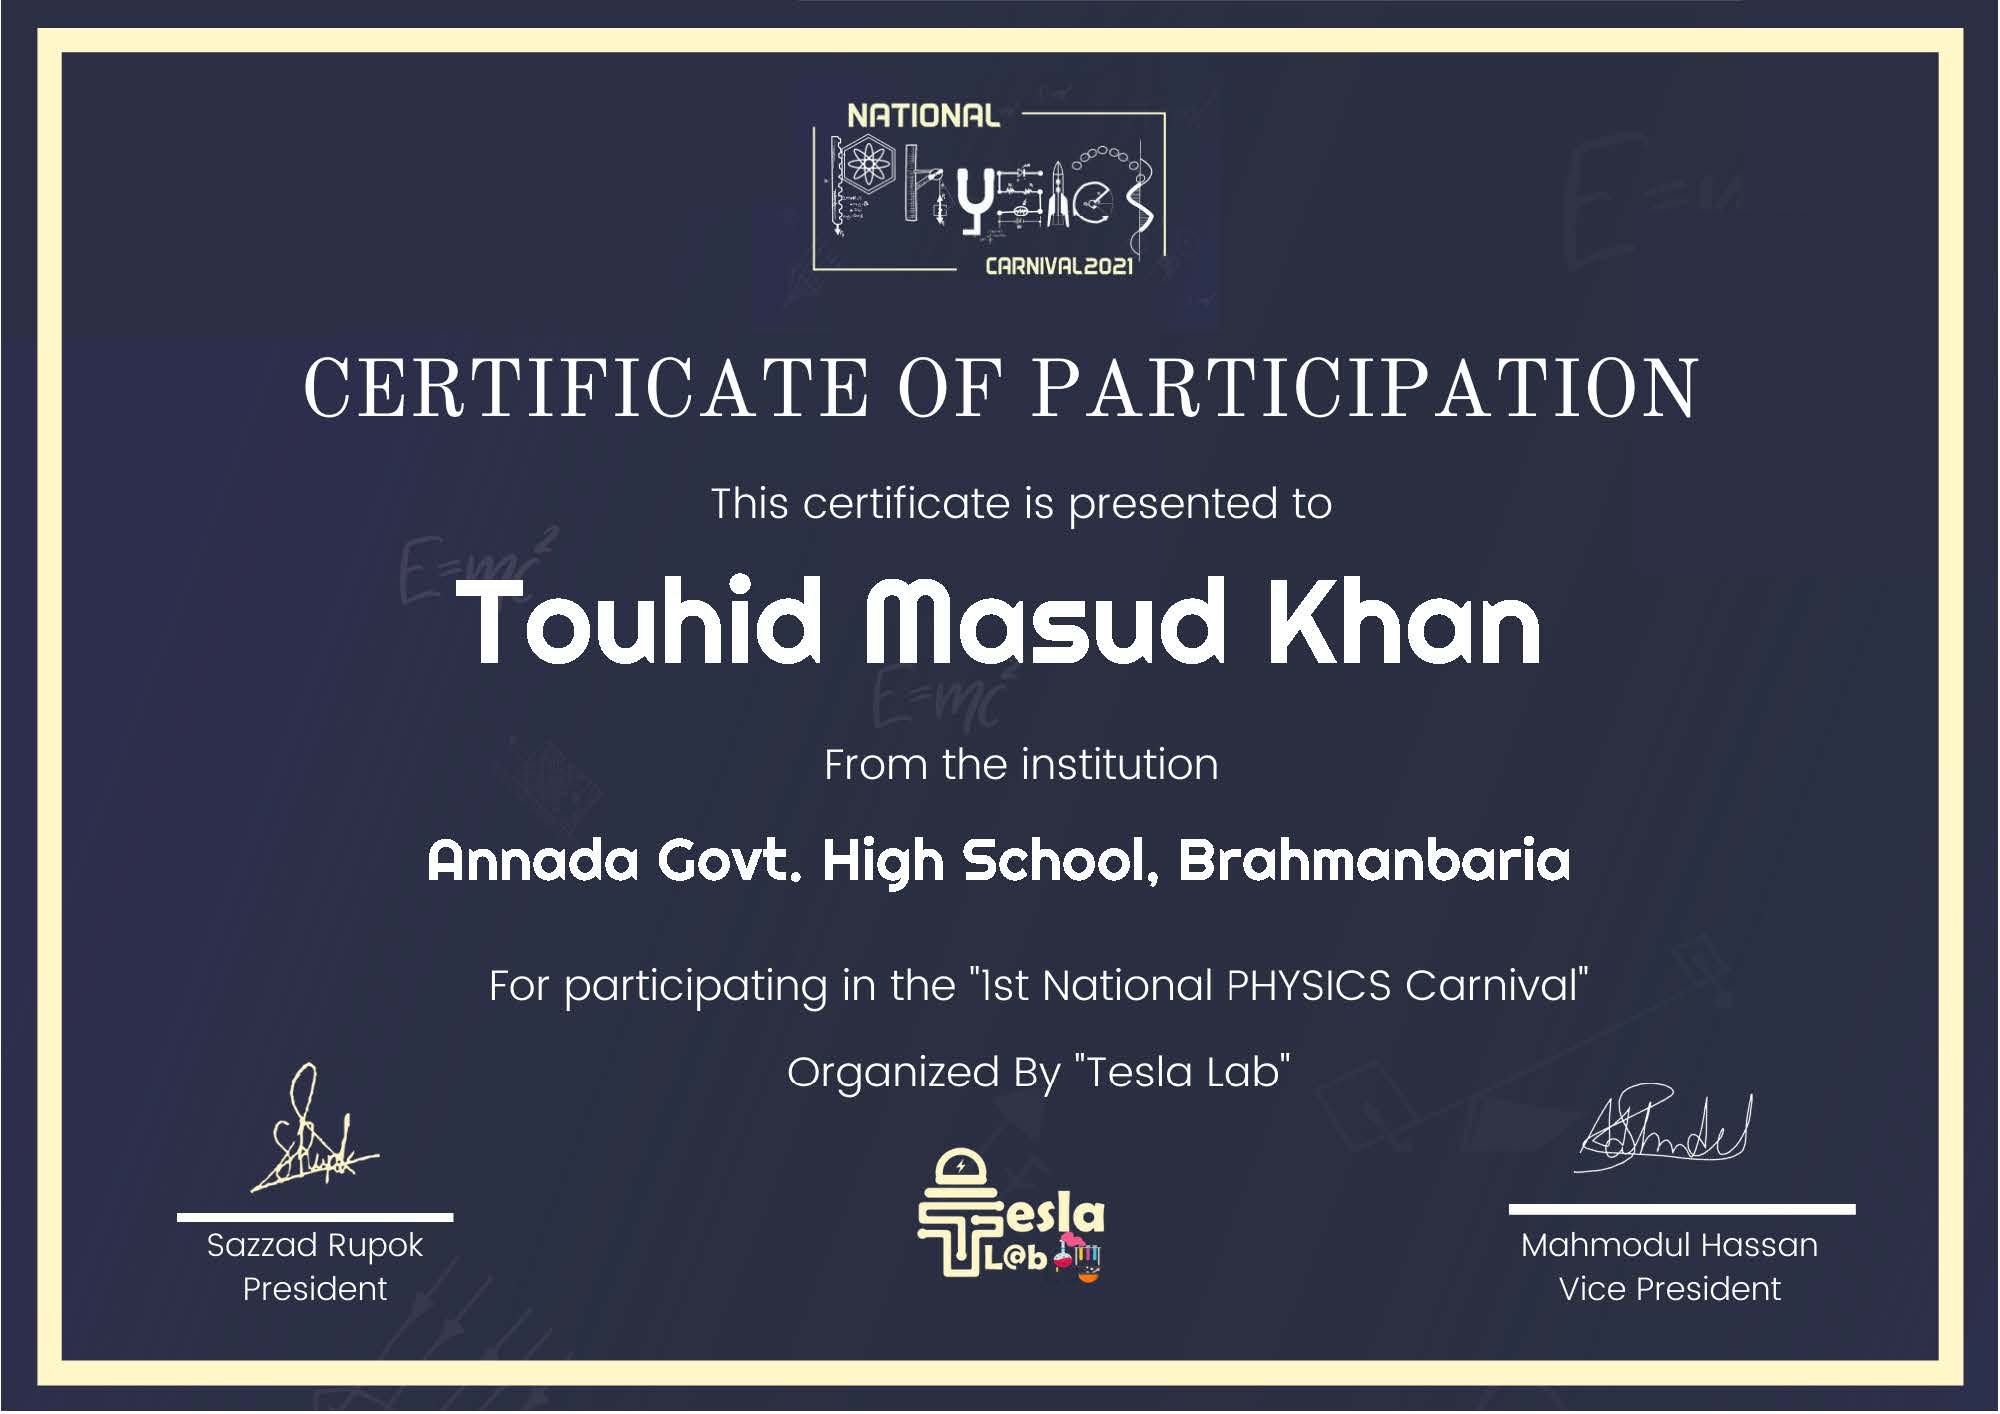 NATIONAL
Physics
CARNIVAL2021
CERTIFICATE OF PARTICIPATION
This certificate is presented to
E=mc²
Touhid Masud Khan
E=mc²
From the institution
Annada Govt. High School, Brahmanbaria
For participating in the "1st National PHYSICS Carnival"
Organized By "Tesla Lab"
Tesla
L@b
Sazzad Rupok
President
Mahmodul Hassan
Vice President